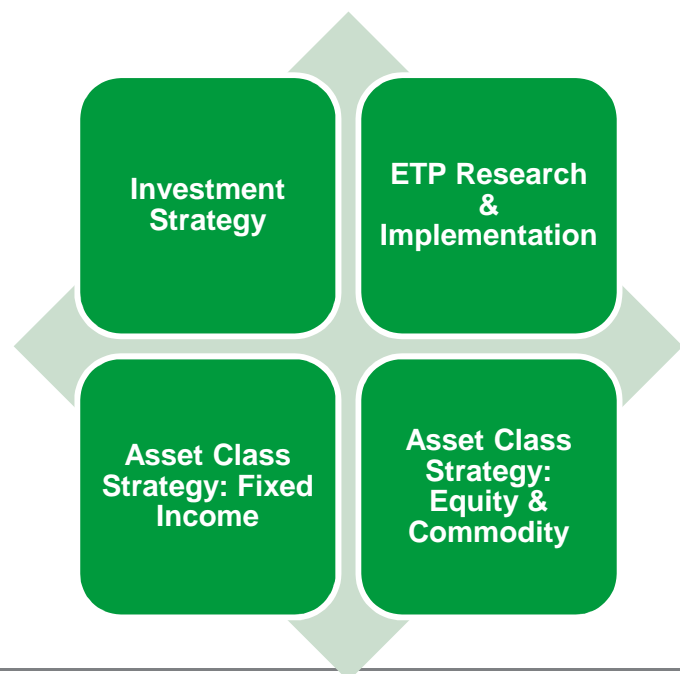 Investment
Strategy
ETP Research
&
Implementation
Asset Class
Strategy: Fixed
Income
Asset Class
Strategy:
Equity &
Commodity